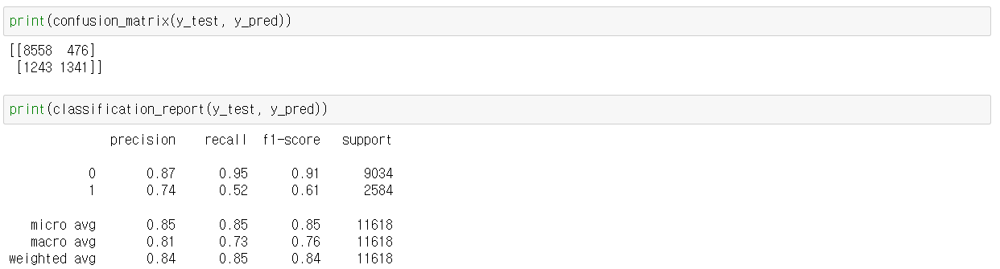 print(confusion_matrix(y_test, y_pred))
[[8558  476]
 [1243 1341]]
print(classification_report(y_test, y_pred))
              precision    recall  f1-score   support

           0       0.87      0.95      0.91      9034
           1       0.74      0.52      0.61      2584

   micro avg       0.85      0.85      0.85     11618
   macro avg       0.81      0.73      0.76     11618
weighted avg       0.84      0.85      0.84     11618